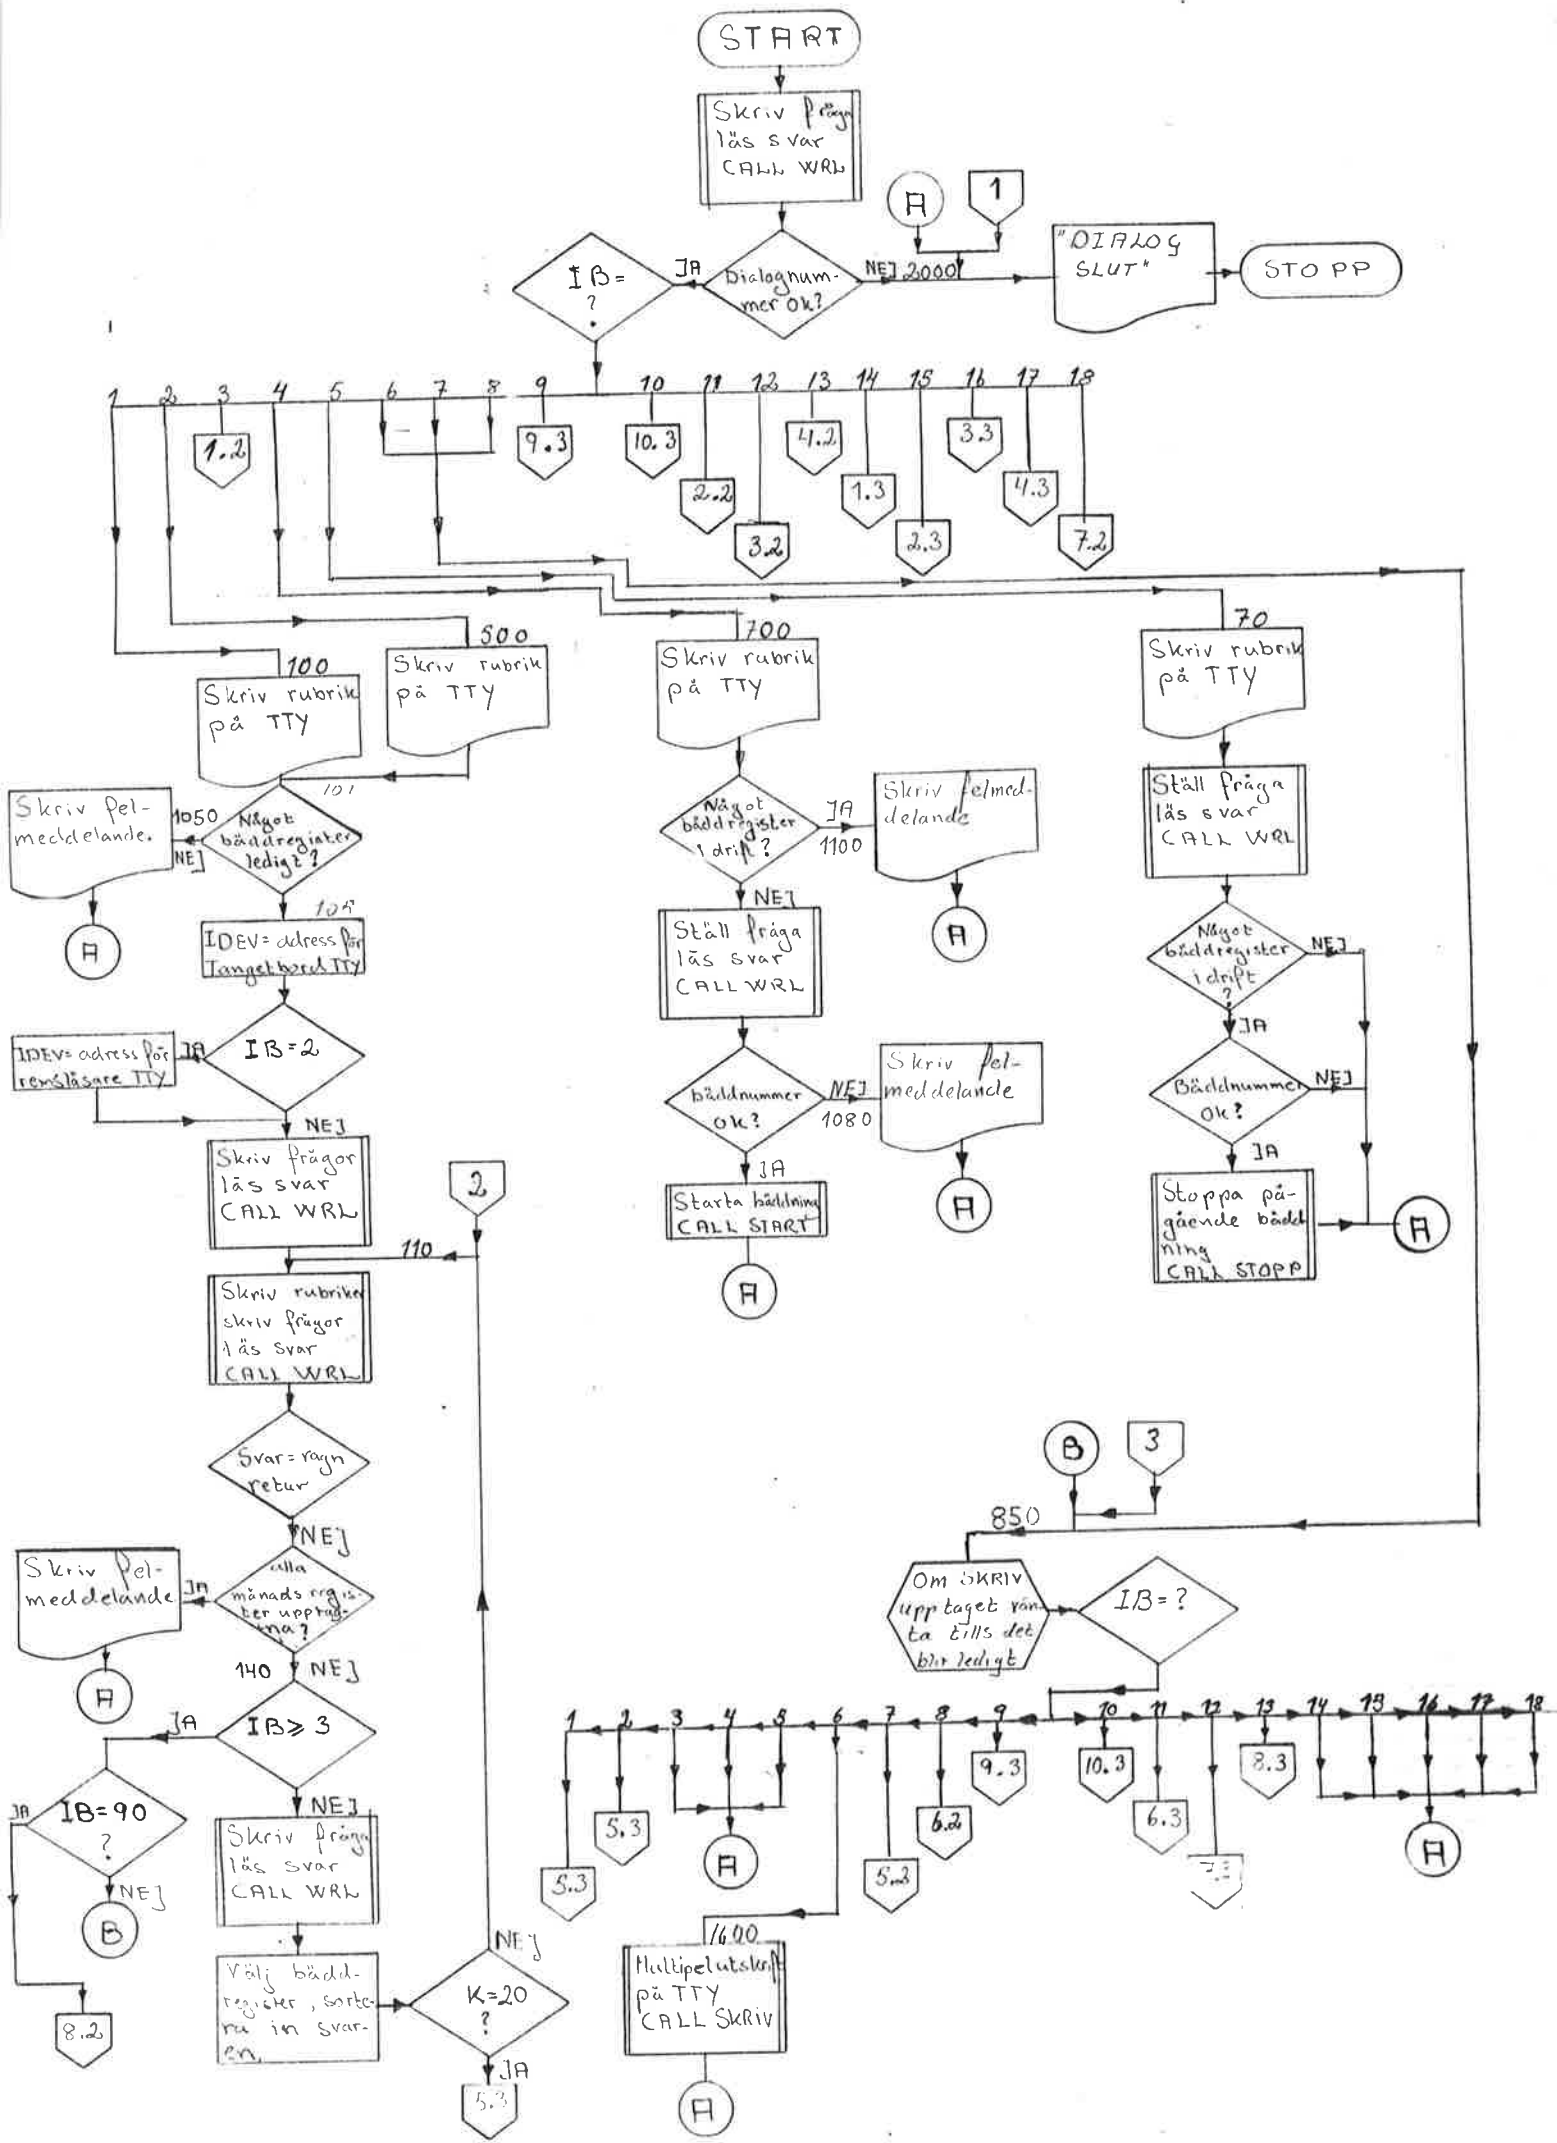 START
Skriv fråga
läs svar
CALL WRL
A
1
IB=
?
JA
Dialognum-
mer ok?
NEJ 2000
"DIALOG
SLUT"
STOPP
1 2 3 4 5 6 7 8 9 10 11 12 13 14 15 16 17 18
1.2
9.3
10.3
2.2
3.2
4.2
1.3
2.3
3.3
4.3
7.2
100
Skriv rubrik
på TTY
500
Skriv rubrik
på TTY
700
Skriv rubrik
på TTY
70
Skriv rubrik
på TTY
101
Skriv fel-
meddelande.
1050
NEJ
Något
bäddregister
ledigt?
A
105
IDEV= adress för
Tangetbord TTY
IDEV= adress för
remsläsare TTY
JA
IB=2
NEJ
Skriv frågor
läs svar
CALL WRL
2
110
Skriv rubriker
skriv frågor
läs svar
CALL WRL
Svar=vagn
retur
NEJ
Skriv fel-
meddelande
JA
alla
månads regis-
ter upptag-
na?
A
140 NEJ
IB≥3
JA
IB=90
?
JA
NEJ
B
8.2
NEJ
Skriv fråga
läs svar
CALL WRL
Välj bädd-
register, sorte-
ra in svar-
en.
NEJ
K=20
?
JA
5.3
Något
bäddregister
i drift?
JA
1100
Skriv felmed-
delande
A
NEJ
Ställ fråga
läs svar
CALL WRL
bäddnummer
ok?
NEJ
1080
Skriv fel-
meddelande
A
JA
Starta bäddning
CALL START
A
Ställ fråga
läs svar
CALL WRL
Något
bäddregister
i drift
?
NEJ
JA
Bäddnummer
ok?
NEJ
JA
Stoppa på-
gående bädd
ning
CALL STOPP
A
B
3
850
Om SKRIV
upptaget vän-
ta tills det
blir ledigt
IB=?
1 2 3 4 5 6 7 8 9 10 11 12 13 14 15 16 17 18
5.3
5.3
A
5.2
6.2
9.3
10.3
6.3
8.3
A
1600
Multipelutskrift
på TTY
CALL SKRIV
A